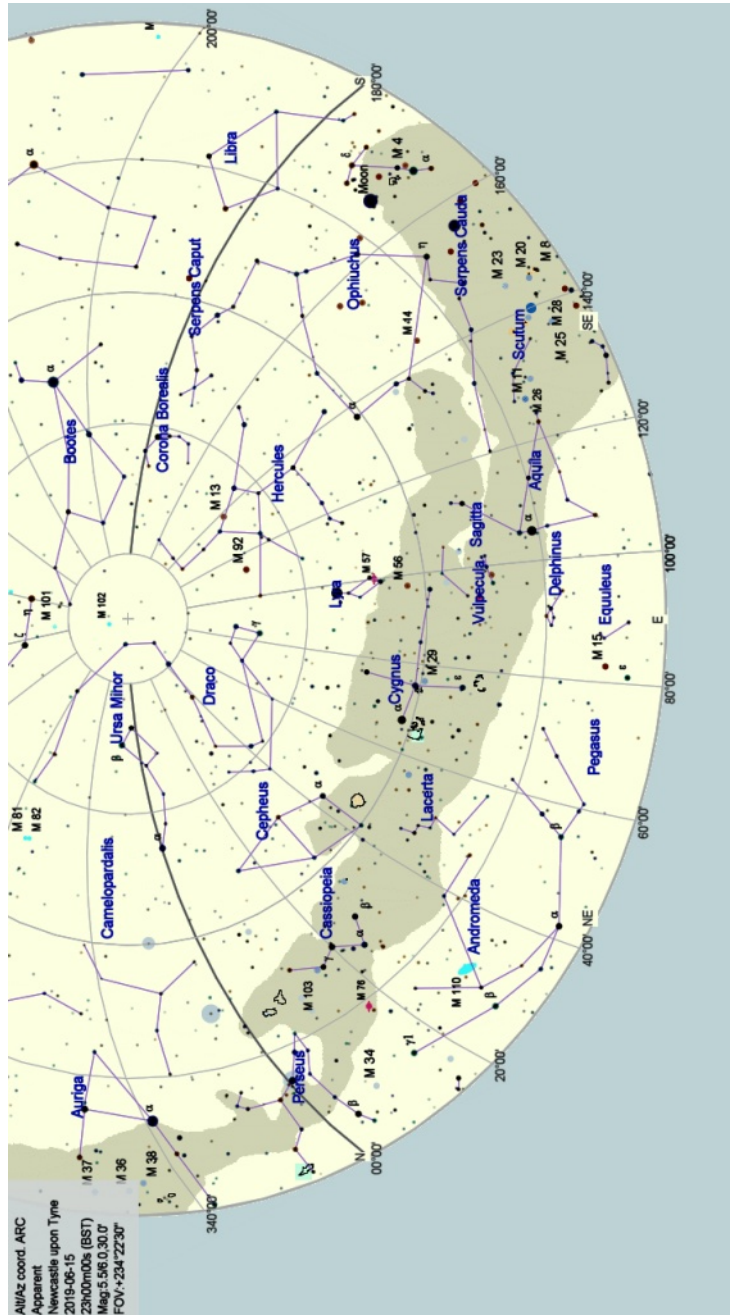 Alt/Az coord. ARC
Apparent
Newcastle upon Tyne
2019-06-15
23h00m00s (BST)
Mag:5.5/6.0,30.0'
FOV:+234°22'30"
M 37
M 36
M 38
Auriga
α
340°00'
M 81
M 82
Camelopardalis
Perseus
N
00°00'
M 34
β
M 103
M 76
γ
Cassiopeia
α
β
20°00'
γ1
M 110
β
Andromeda
40°00' NE
α
Ursa Minor
β
α
Draco
γ
Cepheus
α
Lacerta
60°00'
β
Pegasus
M 101
M 102
ζ
η
Lyra
M 57
M 56
Cygnus
α
M 29
ε
80°00'
E
100°00'
M 15
ε
Equuleus
Delphinus
Vulpecula
Sagitta
α
Aquila
120°00'
Bootes
α
Corona Borealis
M 13
M 92
Hercules
Serpens Caput
Ophiuchus
α
M 44
η
Serpens Cauda
M 11
M 26
Scutum
M 25
M 28
M 8
M 20
M 23
SE 140°00'
160°00'
Libra
α
δ
Moon
M 4
α
S
180°00'
200°00'
M